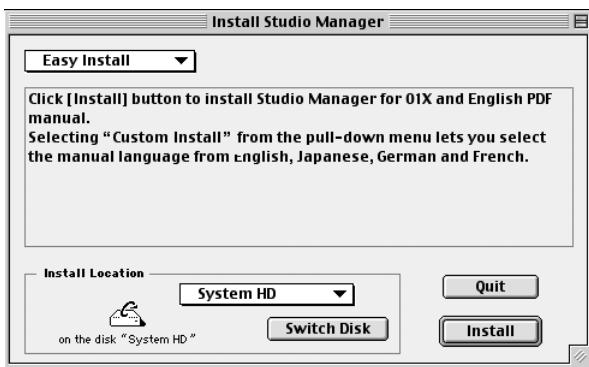 Install Studio Manager
Easy Install
Click [Install] button to install Studio Manager for 01X and English PDF
manual.
Selecting “Custom Install” from the pull-down menu lets you select
the manual language from English, Japanese, German and French.
Install Location
System HD
Quit
on the disk “System HD”
Switch Disk
Install